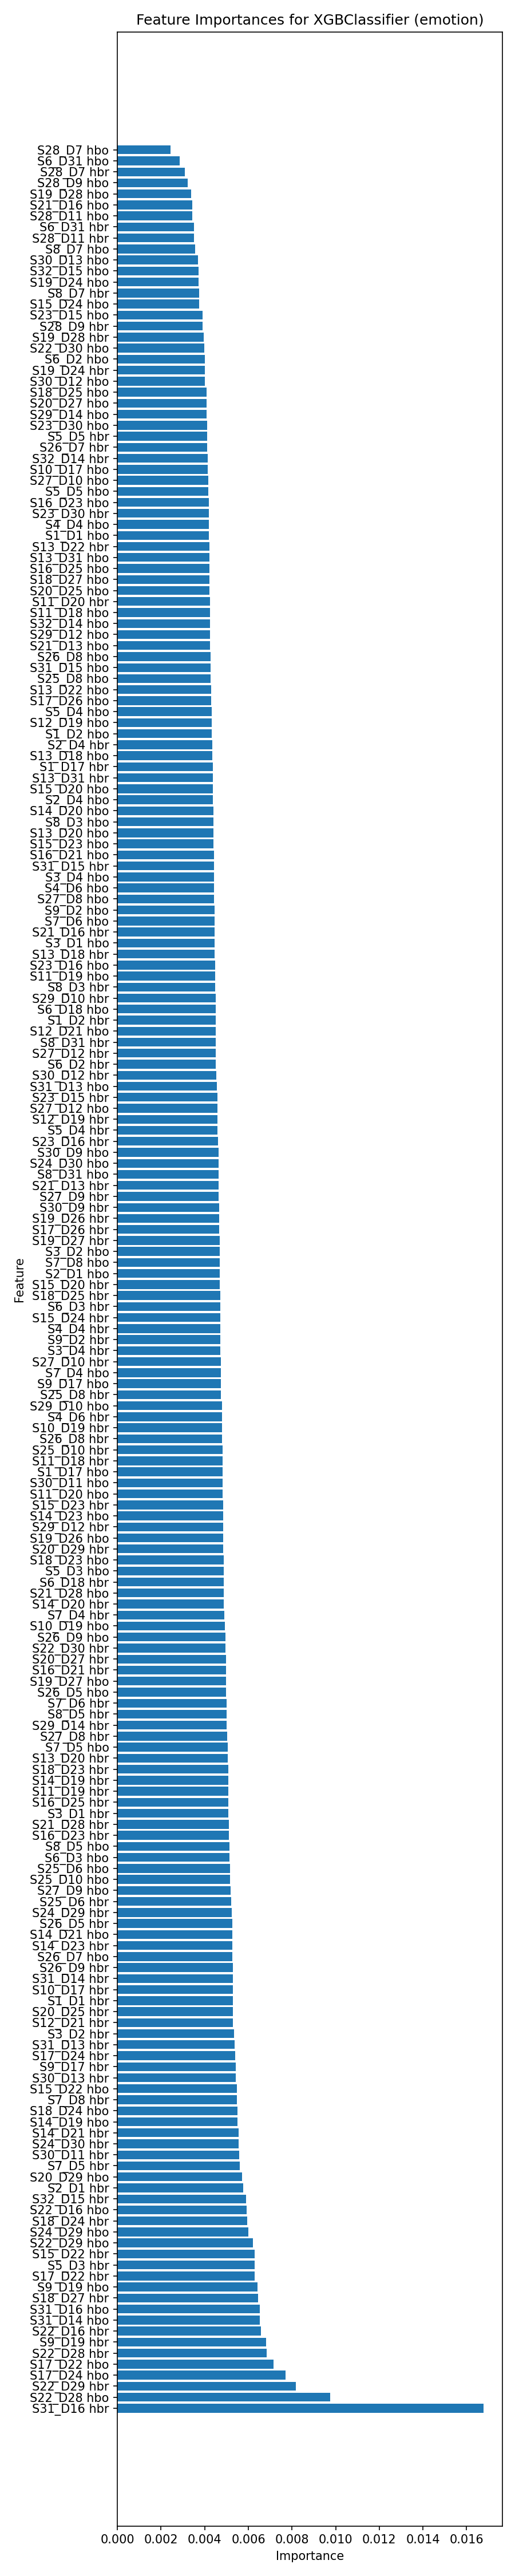 Feature Importances for XGBClassifier (emotion)
S28_D7 hbo
S6_D31 hbo
S28_D7 hbr
S28_D9 hbo
S19_D28 hbo
S21_D16 hbo
S28_D11 hbo
S6_D31 hbr
S28_D11 hbr
S8_D7 hbo
S30_D13 hbo
S32_D15 hbo
S19_D24 hbo
S8_D7 hbr
S15_D24 hbo
S23_D15 hbo
S28_D9 hbr
S19_D28 hbr
S22_D30 hbo
S6_D2 hbo
S19_D24 hbr
S30_D12 hbo
S18_D25 hbo
S20_D27 hbo
S29_D14 hbo
S23_D30 hbo
S5_D5 hbr
S26_D7 hbr
S32_D14 hbr
S10_D17 hbo
S27_D10 hbo
S5_D5 hbo
S16_D23 hbo
S23_D30 hbr
S4_D4 hbo
S1_D1 hbo
S13_D22 hbr
S13_D31 hbo
S16_D25 hbo
S18_D27 hbo
S20_D25 hbo
S11_D20 hbr
S11_D18 hbo
S32_D14 hbo
S29_D12 hbo
S21_D13 hbo
S26_D8 hbr
S31_D15 hbo
S25_D8 hbo
S13_D22 hbo
S17_D26 hbo
S5_D4 hbo
S12_D19 hbo
S1_D2 hbo
S2_D4 hbr
S13_D18 hbo
S1_D17 hbr
S13_D31 hbr
S15_D20 hbo
S2_D4 hbo
S14_D20 hbo
S8_D3 hbo
S13_D20 hbo
S15_D23 hbo
S16_D21 hbo
S31_D15 hbr
S3_D4 hbo
S4_D6 hbo
S27_D8 hbo
S9_D2 hbo
S7_D6 hbo
S21_D16 hbr
S3_D1 hbo
S13_D18 hbr
S23_D16 hbo
S11_D19 hbo
S8_D3 hbr
S29_D10 hbr
S6_D18 hbo
S1_D2 hbr
S12_D21 hbo
S8_D31 hbr
S27_D12 hbr
S6_D2 hbr
S30_D12 hbr
S31_D13 hbo
S23_D15 hbr
S27_D12 hbo
S12_D19 hbr
S5_D4 hbr
S23_D16 hbr
S30_D9 hbo
S24_D30 hbo
S8_D31 hbo
S21_D13 hbr
S27_D9 hbr
S30_D9 hbr
S19_D26 hbr
S17_D26 hbr
S19_D27 hbr
S3_D2 hbo
S7_D8 hbo
S2_D1 hbo
S15_D20 hbr
S18_D25 hbr
S6_D3 hbr
S15_D24 hbr
S4_D4 hbr
S9_D2 hbr
S3_D4 hbr
S27_D10 hbr
S7_D4 hbo
S9_D17 hbo
S25_D8 hbr
S29_D10 hbo
S4_D6 hbr
S10_D19 hbr
S26_D8 hbo
S25_D10 hbr
S11_D18 hbr
S1_D17 hbo
S30_D11 hbo
S11_D20 hbo
S15_D23 hbr
S14_D23 hbo
S29_D12 hbr
S19_D26 hbo
S20_D29 hbr
S18_D23 hbo
S5_D3 hbo
S6_D18 hbr
S21_D28 hbo
S14_D20 hbr
S7_D4 hbr
S10_D19 hbo
S26_D9 hbo
S22_D30 hbr
S20_D27 hbr
S16_D21 hbr
S19_D27 hbo
S26_D5 hbo
S7_D6 hbr
S8_D5 hbr
S29_D14 hbr
S27_D8 hbr
S7_D5 hbo
S13_D20 hbr
S18_D23 hbr
S14_D19 hbr
S11_D19 hbr
S16_D25 hbr
S3_D1 hbr
S21_D28 hbr
S16_D23 hbr
S8_D5 hbo
S6_D3 hbo
S25_D6 hbo
S25_D10 hbo
S27_D9 hbo
S25_D6 hbr
S24_D29 hbr
S26_D5 hbr
S14_D21 hbo
S14_D23 hbr
S26_D7 hbo
S26_D9 hbr
S31_D14 hbr
S10_D17 hbr
S1_D1 hbr
S20_D25 hbr
S12_D21 hbr
S3_D2 hbr
S31_D13 hbr
S17_D24 hbr
S9_D17 hbr
S30_D13 hbr
S15_D22 hbo
S7_D8 hbr
S18_D24 hbo
S14_D19 hbo
S14_D21 hbr
S24_D30 hbr
S30_D11 hbr
S7_D5 hbr
S20_D29 hbo
S2_D1 hbr
S32_D15 hbr
S22_D16 hbo
S18_D24 hbr
S24_D29 hbo
S22_D29 hbo
S15_D22 hbr
S5_D3 hbr
S17_D22 hbr
S9_D19 hbo
S18_D27 hbr
S31_D16 hbo
S31_D14 hbo
S22_D16 hbr
S9_D19 hbr
S22_D28 hbr
S17_D22 hbo
S17_D24 hbo
S22_D29 hbr
S22_D28 hbo
S31_D16 hbr
Feature
0.000 0.002 0.004 0.006 0.008 0.010 0.012 0.014 0.016
Importance